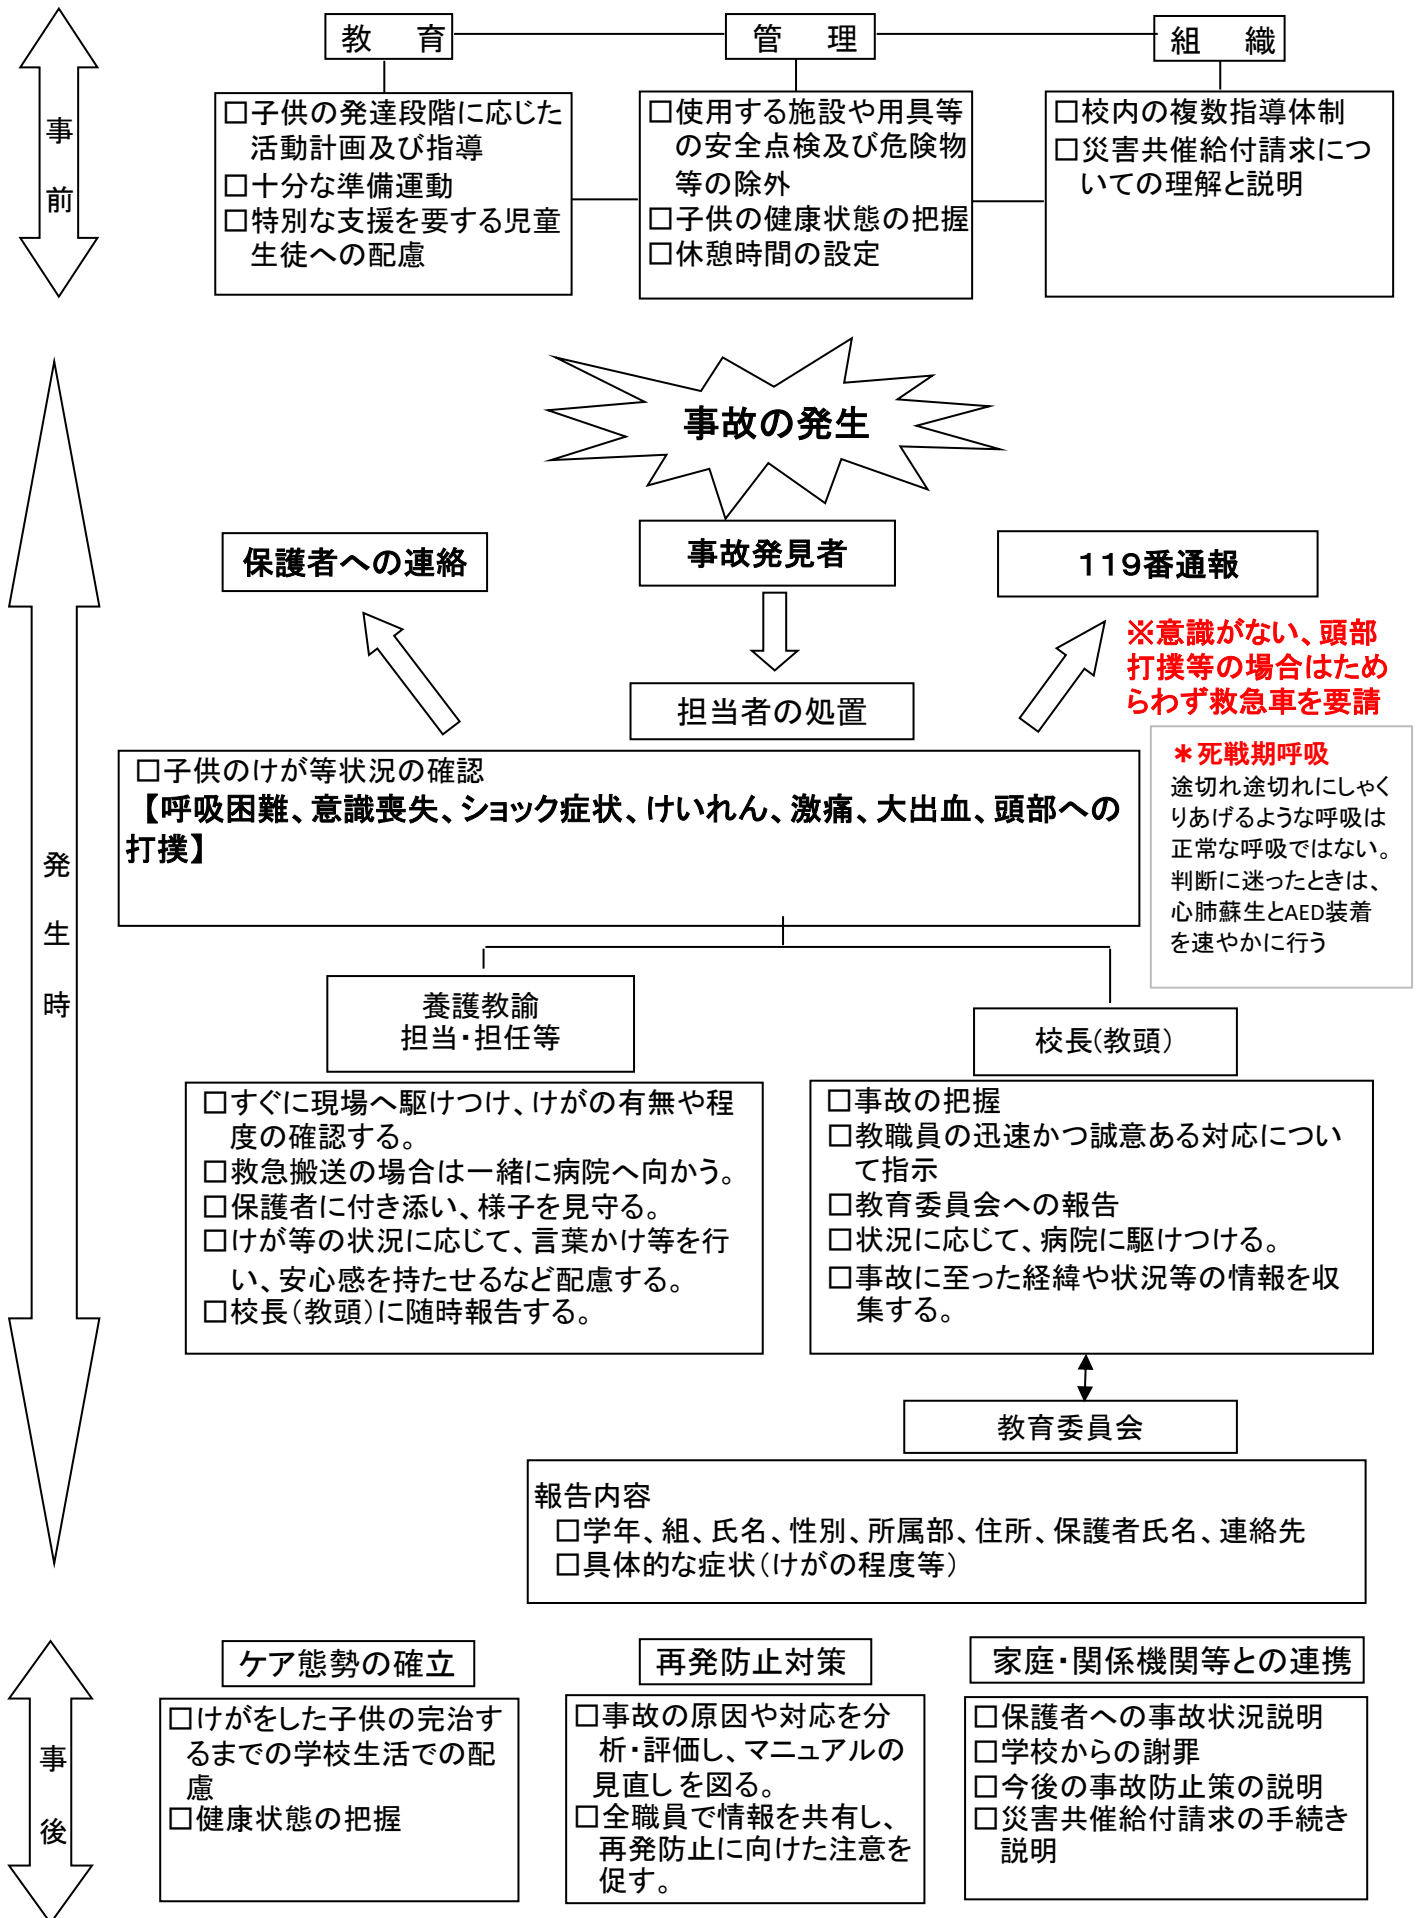 教　育
管　理
組　織
事
前
□子供の発達段階に応じた
活動計画及び指導
□十分な準備運動
□特別な支援を要する児童
生徒への配慮
□使用する施設や用具等
の安全点検及び危険物
等の除外
□子供の健康状態の把握
□休憩時間の設定
□校内の複数指導体制
□災害共催給付請求につ
いての理解と説明
事故の発生
保護者への連絡
事故発見者
119番通報
※意識がない、頭部
打撲等の場合はため
らわず救急車を要請
担当者の処置
＊死戦期呼吸
途切れ途切れにしゃく
りあげるような呼吸は
正常な呼吸ではない。
判断に迷ったときは、
心肺蘇生とAED装着
を速やかに行う
□子供のけが等状況の確認
【呼吸困難、意識喪失、ショック症状、けいれん、激痛、大出血、頭部への
打撲】
発
生
時
養護教諭
担当・担任等
校長(教頭）
□すぐに現場へ駆けつけ、けがの有無や程
度の確認する。
□救急搬送の場合は一緒に病院へ向かう。
□保護者に付き添い、様子を見守る。
□けが等の状況に応じて、言葉かけ等を行
い、安心感を持たせるなど配慮する。
□校長（教頭）に随時報告する。
□事故の把握
□教職員の迅速かつ誠意ある対応につい
て指示
□教育委員会への報告
□状況に応じて、病院に駆けつける。
□事故に至った経緯や状況等の情報を収
集する。
教育委員会
報告内容
□学年、組、氏名、性別、所属部、住所、保護者氏名、連絡先
□具体的な症状（けがの程度等）
事
後
ケア態勢の確立
再発防止対策
家庭・関係機関等との連携
□けがをした子供の完治す
るまでの学校生活での配
慮
□健康状態の把握
□事故の原因や対応を分
析・評価し、マニュアルの
見直しを図る。
□全職員で情報を共有し、
再発防止に向けた注意を
促す。
□保護者への事故状況説明
□学校からの謝罪
□今後の事故防止策の説明
□災害共催給付請求の手続き
説明